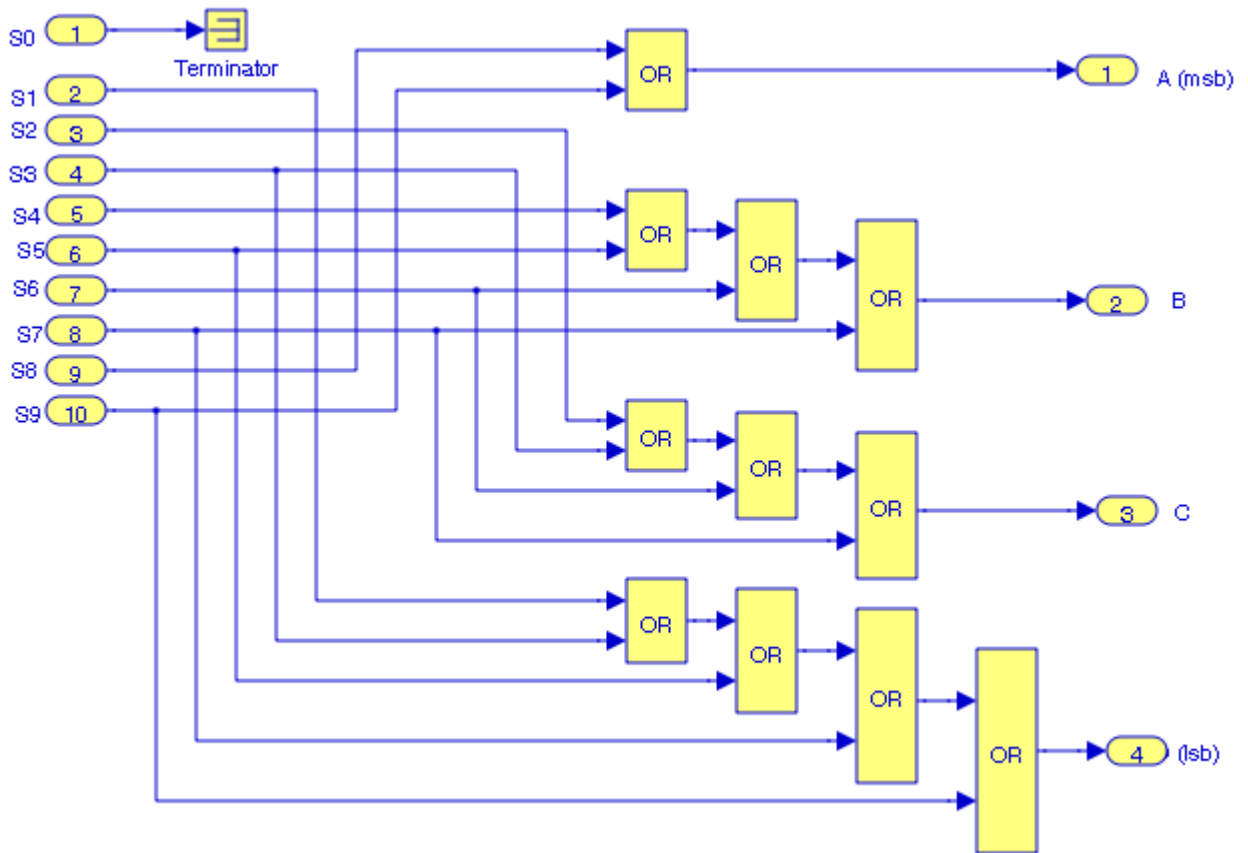 S0 1
Terminator
S1 2
S2 3
S3 4
S4 5
S5 6
S6 7
S7 8
S8 9
S9 10
OR 1 A (msb)
OR OR OR 2 B
OR OR OR 3 C
OR OR OR OR 4 (lsb)